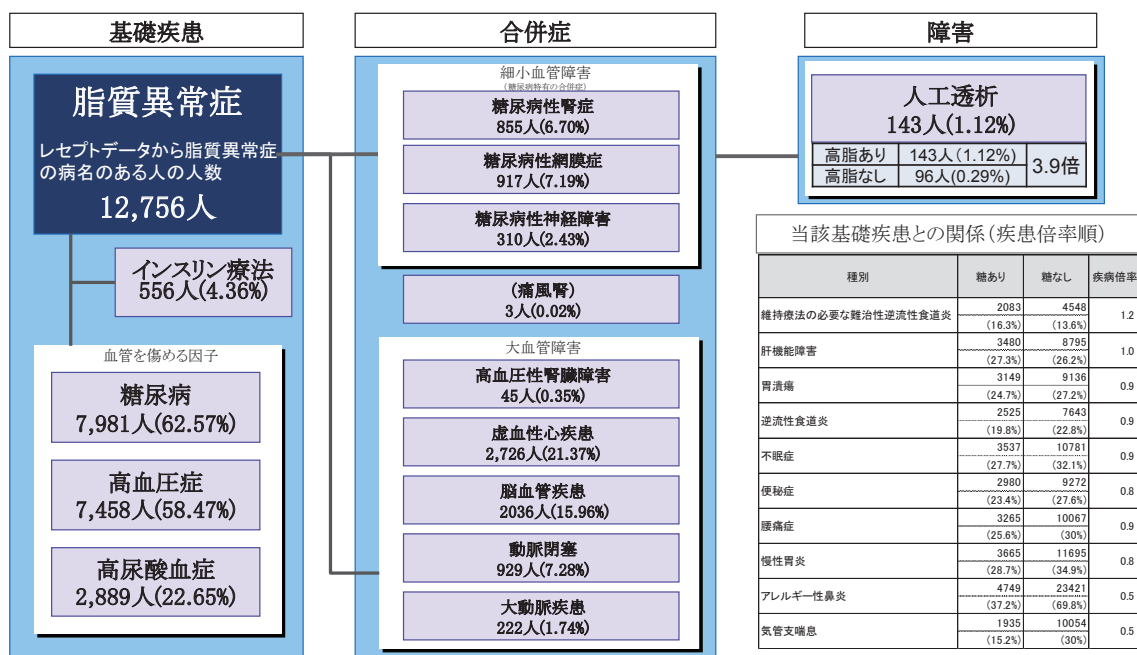 基礎疾患
脂質異常症
レセプトデータから脂質異常症
の病名のある人の人数
12,756人
インスリン療法
556人(4.36%)
血管を傷める因子
糖尿病
7,981人(62.57%)
高血圧症
7,458人(58.47%)
高尿酸血症
2,889人(22.65%)
合併症
細小血管障害
(糖尿病特有の合併症)
糖尿病性腎症
855人(6.70%)
糖尿病性網膜症
917人(7.19%)
糖尿病性神経障害
310人(2.43%)
(痛風腎)
3人(0.02%)
大血管障害
高血圧性腎臓障害
45人(0.35%)
虚血性心疾患
2,726人(21.37%)
脳血管疾患
2036人(15.96%)
動脈閉塞
929人(7.28%)
大動脈疾患
222人(1.74%)
障害
人工透析
143人(1.12%)
高脂あり 143人(1.12%) 3.9倍
高脂なし 96人(0.29%)
当該基礎疾患との関係(疾患倍率順)
種別 糖あり 糖なし 疾病倍率
維持療法の必要な難治性逆流性食道炎 2083 4548 1.2
(16.3%) (13.6%)
肝機能障害 3480 8795 1.0
(27.3%) (26.2%)
胃潰瘍 3149 9136 0.9
(24.7%) (27.2%)
逆流性食道炎 2525 7643 0.9
(19.8%) (22.8%)
不眠症 3537 10781 0.9
(27.7%) (32.1%)
便秘症 2980 9272 0.8
(23.4%) (27.6%)
腰痛症 3265 10067 0.9
(25.6%) (30%)
慢性胃炎 3665 11695 0.8
(28.7%) (34.9%)
アレルギー性鼻炎 4749 23421 0.5
(37.2%) (69.8%)
気管支喘息 1935 10054 0.5
(15.2%) (30%)